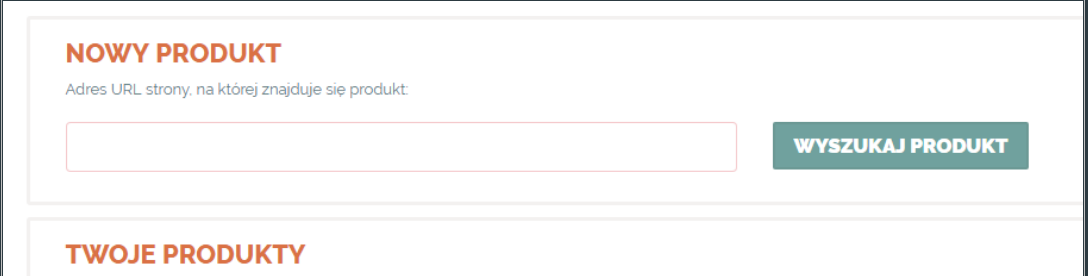 NOWY PRODUKT
Adres URL strony, na której znajduje się produkt:
WYSZUKAJ PRODUKT
TWOJE PRODUKTY